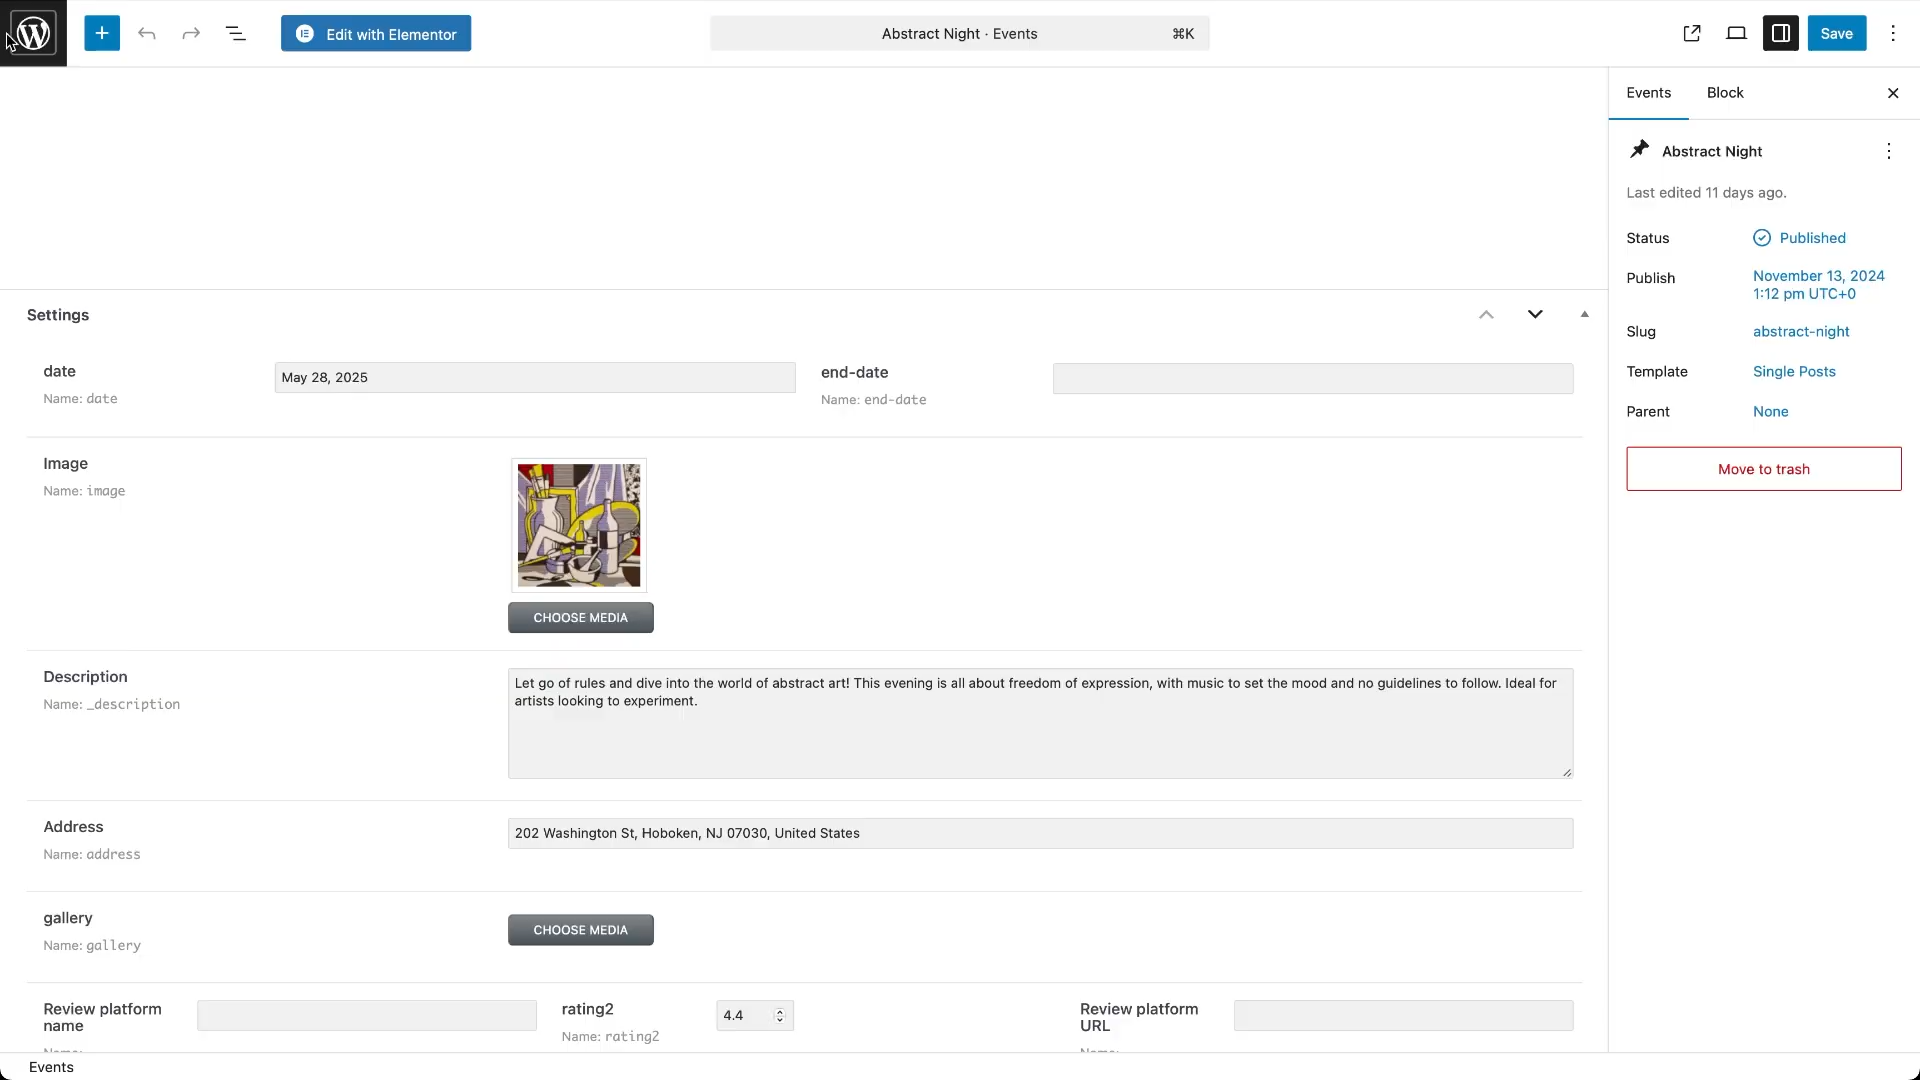 Edit with Elementor
Abstract Night · Events
⌘K
Save
Events
Block
Abstract Night
Last edited 11 days ago.
Status
Published
Publish
November 13, 2024
1:12 pm UTC+0
Slug
abstract-night
Template
Single Posts
Parent
None
Move to trash
Settings
date
Name: date
May 28, 2025
end-date
Name: end-date
Image
Name: image
CHOOSE MEDIA
Description
Name: _description
Let go of rules and dive into the world of abstract art! This evening is all about freedom of expression, with music to set the mood and no guidelines to follow. Ideal for
artists looking to experiment.
Address
Name: address
202 Washington St, Hoboken, NJ 07030, United States
gallery
Name: gallery
CHOOSE MEDIA
Review platform
name
rating2
Name: rating2
4.4
Review platform
URL
Events